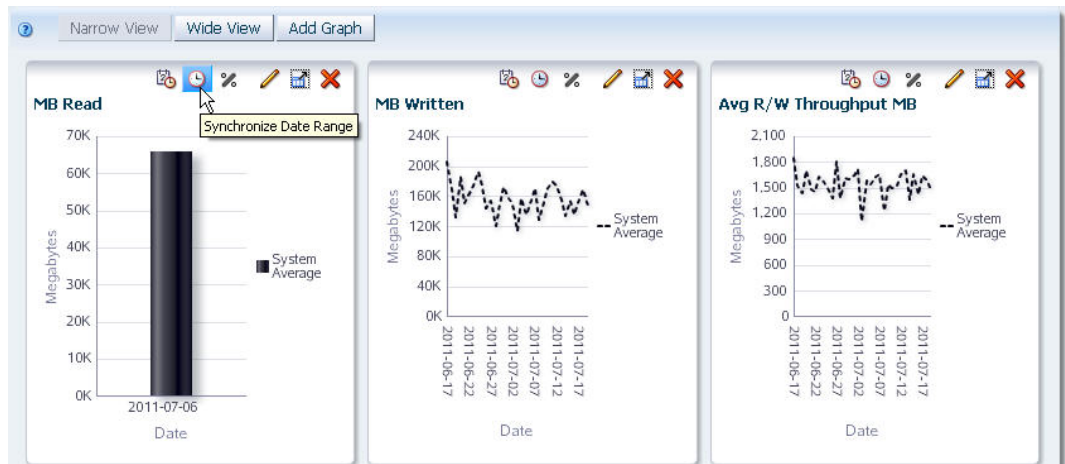 Narrow View
Wide View
Add Graph
MB Read
Synchronize Date Range
70K
60K
50K
40K
30K
20K
10K
0K
Megabytes
2011-07-06
Date
System
Average
MB Written
240K
200K
160K
120K
80K
40K
0K
Megabytes
2011-06-17
2011-06-22
2011-06-27
2011-07-02
2011-07-07
2011-07-12
2011-07-17
Date
System
Average
Avg R/W Throughput MB
2,100
1,800
1,500
1,200
900
600
300
0
Megabytes
2011-06-17
2011-06-22
2011-06-27
2011-07-02
2011-07-07
2011-07-12
2011-07-17
Date
System
Average